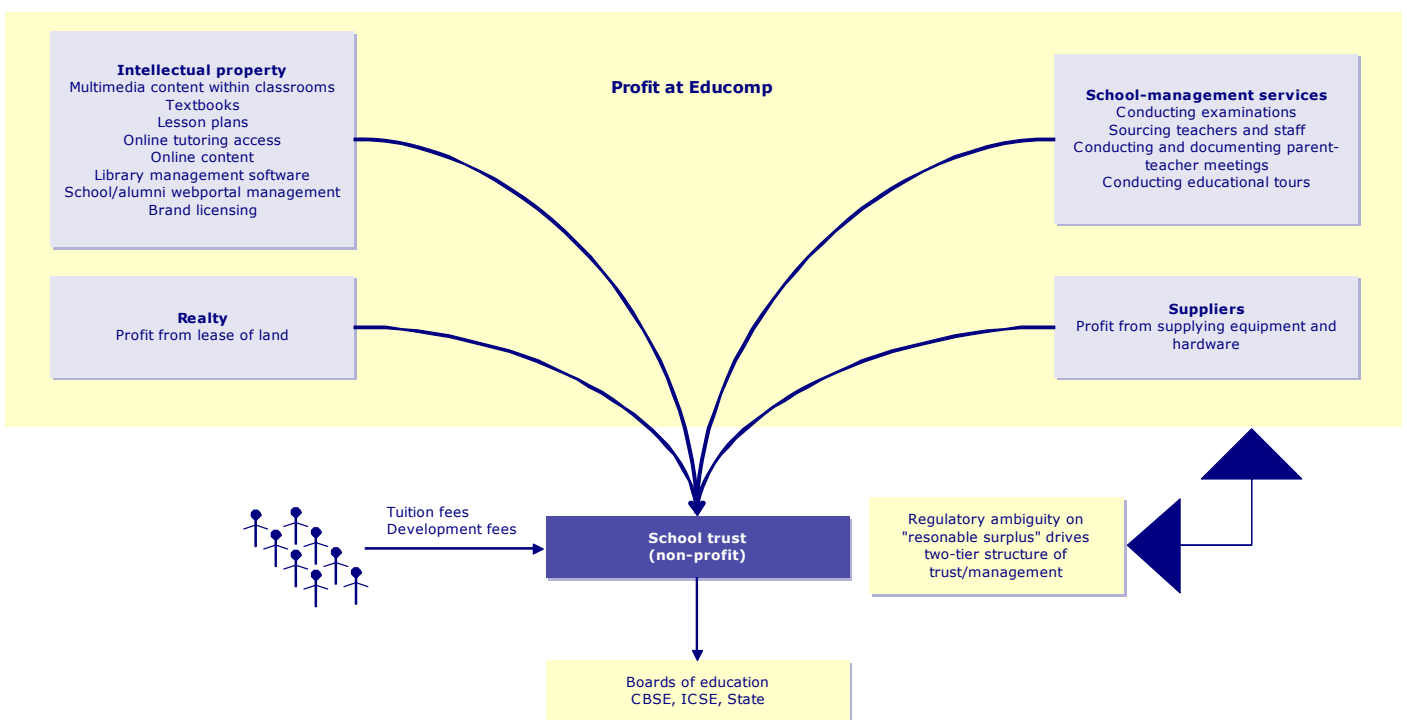 Profit at Educomp
Intellectual property
Multimedia content within classrooms
Textbooks
Lesson plans
Online tutoring access
Online content
Library management software
School/alumni webportal management
Brand licensing
School-management services
Conducting examinations
Sourcing teachers and staff
Conducting and documenting parent-
teacher meetings
Conducting educational tours
Realty
Profit from lease of land
Suppliers
Profit from supplying equipment and
hardware
Tuition fees
Development fees
School trust
(non-profit)
Regulatory ambiguity on
"resonable surplus" drives
two-tier structure of
trust/management
Boards of education
CBSE, ICSE, State